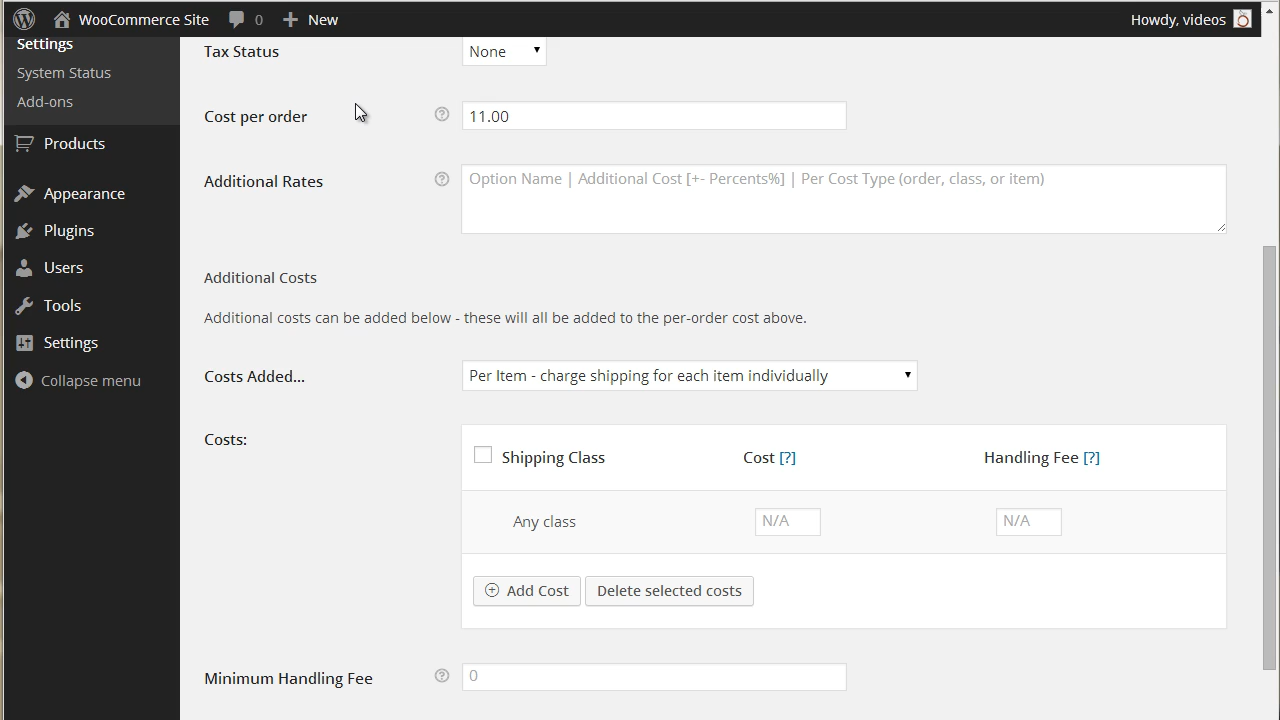 WooCommerce Site 0 New Howdy, videos
Settings
System Status
Add-ons
Products
Appearance
Plugins
Users
Tools
Settings
Collapse menu
Tax Status None
Cost per order ? 11.00
Additional Rates ? Option Name | Additional Cost [+- Percents%] | Per Cost Type (order, class, or item)
Additional Costs
Additional costs can be added below - these will all be added to the per-order cost above.
Costs Added... Per Item - charge shipping for each item individually
Costs:
Shipping Class Cost [?] Handling Fee [?]
Any class N/A N/A
Add Cost Delete selected costs
Minimum Handling Fee ? 0